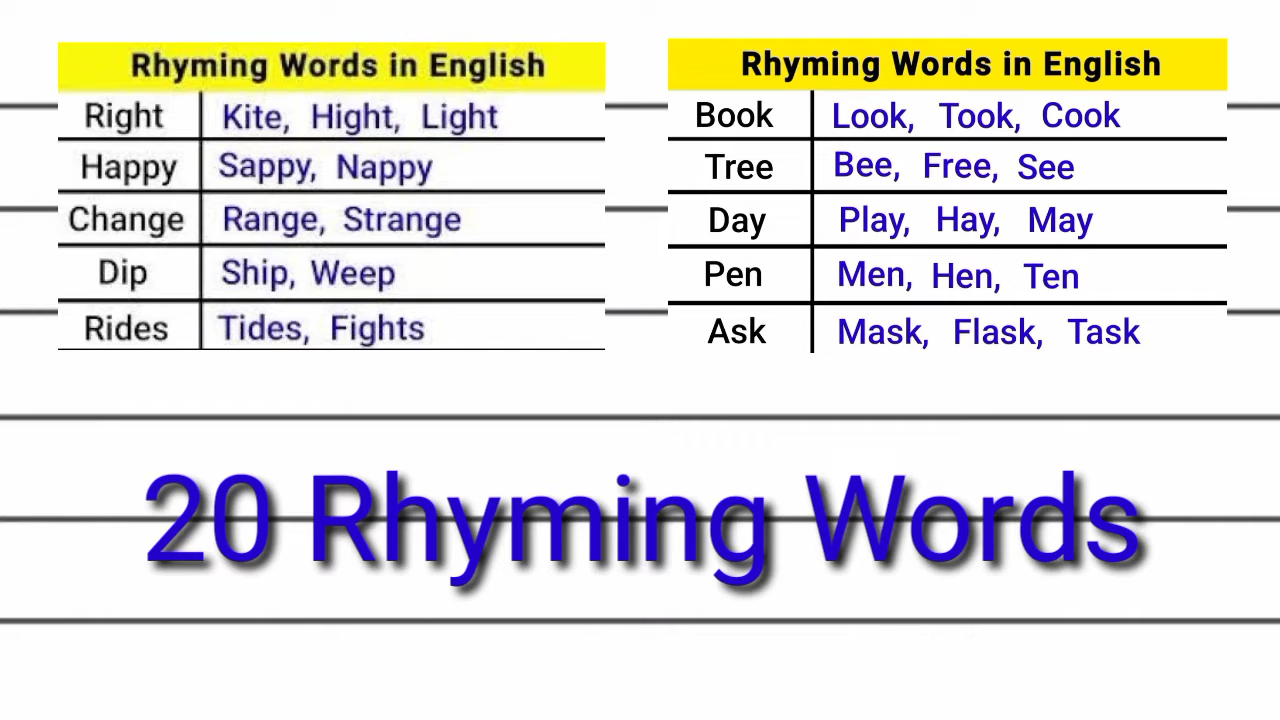 Rhyming Words in English
Right Kite, Hight, Light
Happy Sappy, Nappy
Change Range, Strange
Dip Ship, Weep
Rides Tides, Fights
Rhyming Words in English
Book Look, Took, Cook
Tree Bee, Free, See
Day Play, Hay, May
Pen Men, Hen, Ten
Ask Mask, Flask, Task
20 Rhyming Words